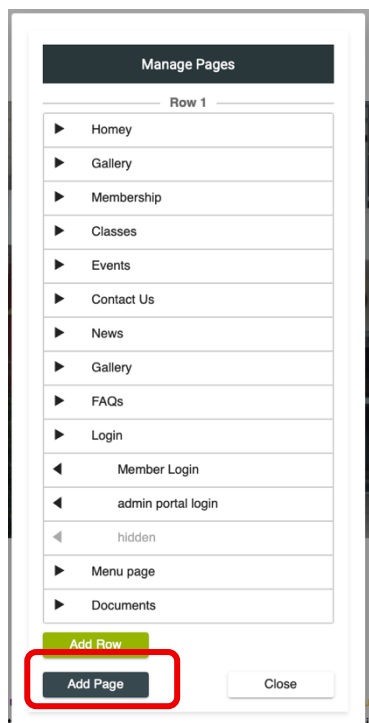 Manage Pages
Row 1
Homey
Gallery
Membership
Classes
Events
Contact Us
News
Gallery
FAQs
Login
Member Login
admin portal login
hidden
Menu page
Documents
Add Row
Add Page Close